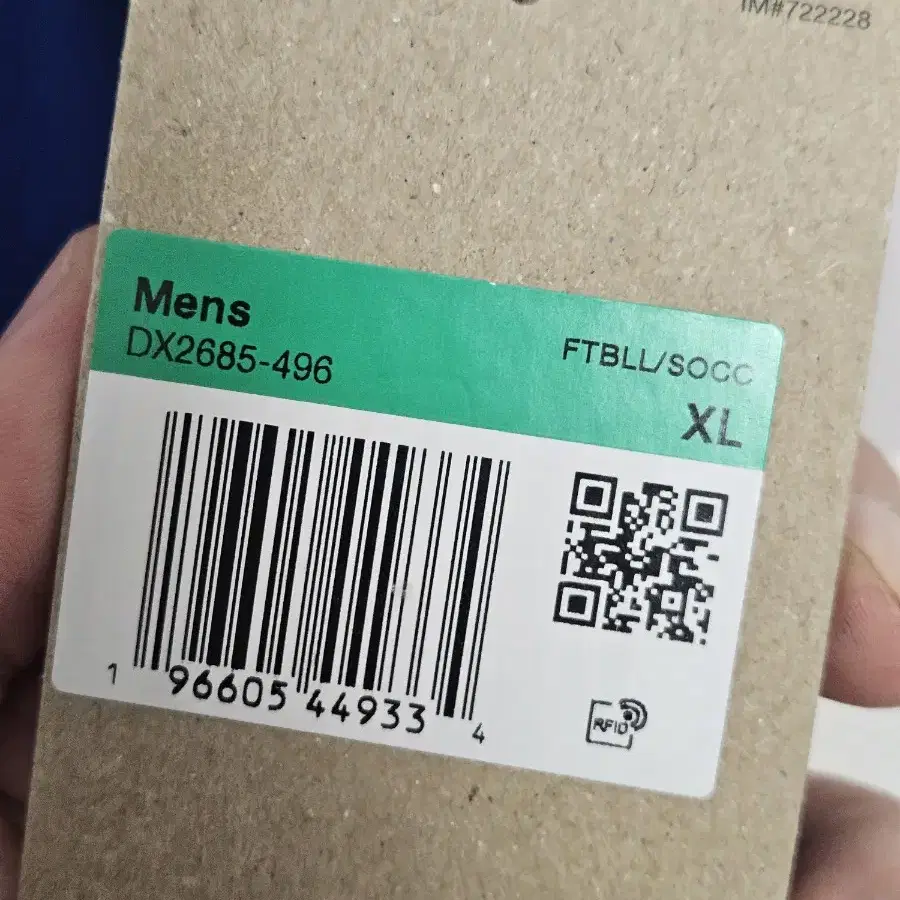 IM#722228
Mens
DX2685-496
FTBLL/SOCC
XL
1 96605 44933 4
RFID